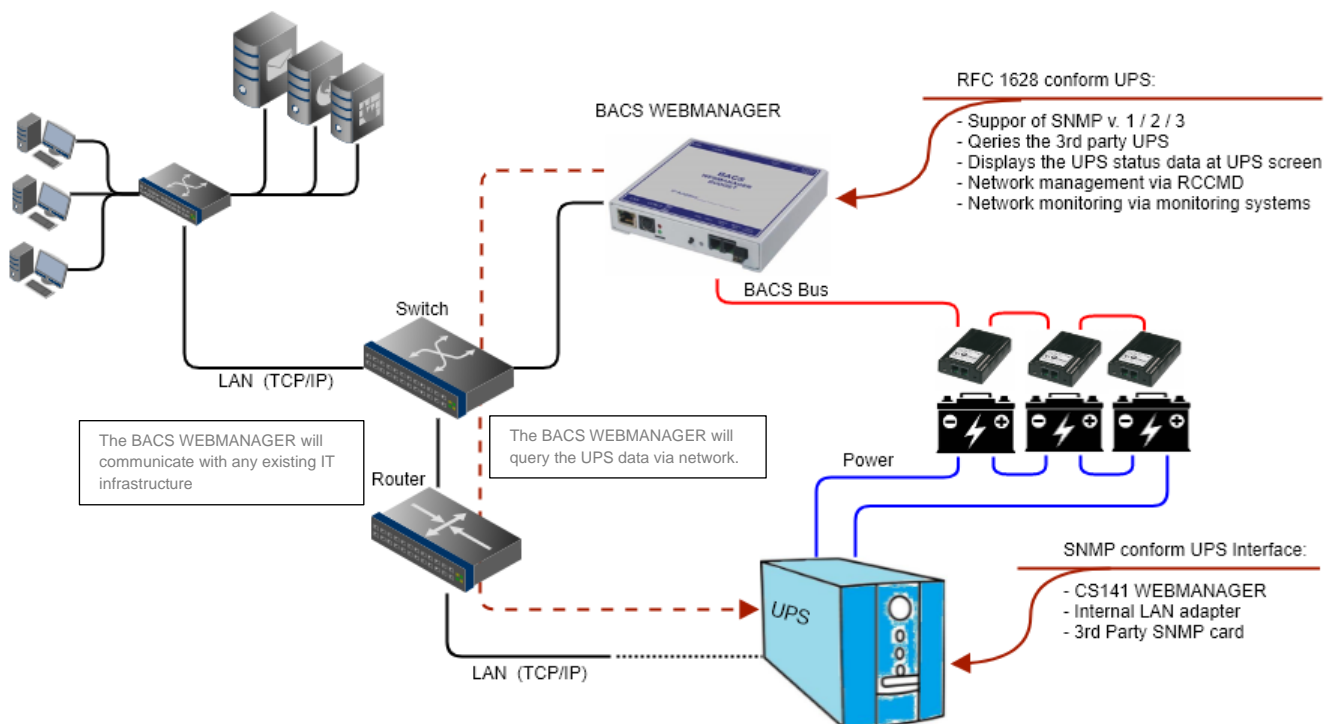 BACS WEBMANAGER
RFC 1628 conform UPS:
- Suppor of SNMP v. 1 / 2 / 3
- Qeries the 3rd party UPS
- Displays the UPS status data at UPS screen
- Network management via RCCMD
- Network monitoring via monitoring systems
BACS
WEBMANAGER
BACS Bus
Switch
LAN (TCP/IP)
The BACS WEBMANAGER will
communicate with any existing IT
infrastructure
The BACS WEBMANAGER will
query the UPS data via network.
Power
Router
SNMP conform UPS Interface:
- CS141 WEBMANAGER
- Internal LAN adapter
- 3rd Party SNMP card
UPS
LAN (TCP/IP)